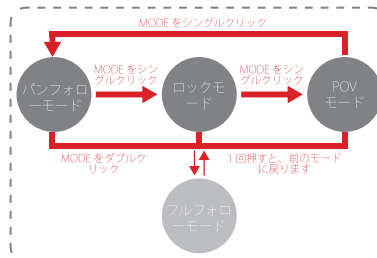 MODE をシングルクリック
MODE をシン
グルクリック
MODE をシン
グルクリック
パンフォロ
ーモード
ロックモ
ード
POV
モード
MODE をダブルク
リック
1 回押すと、前のモード
に戻ります
フルフォロ
ーモード